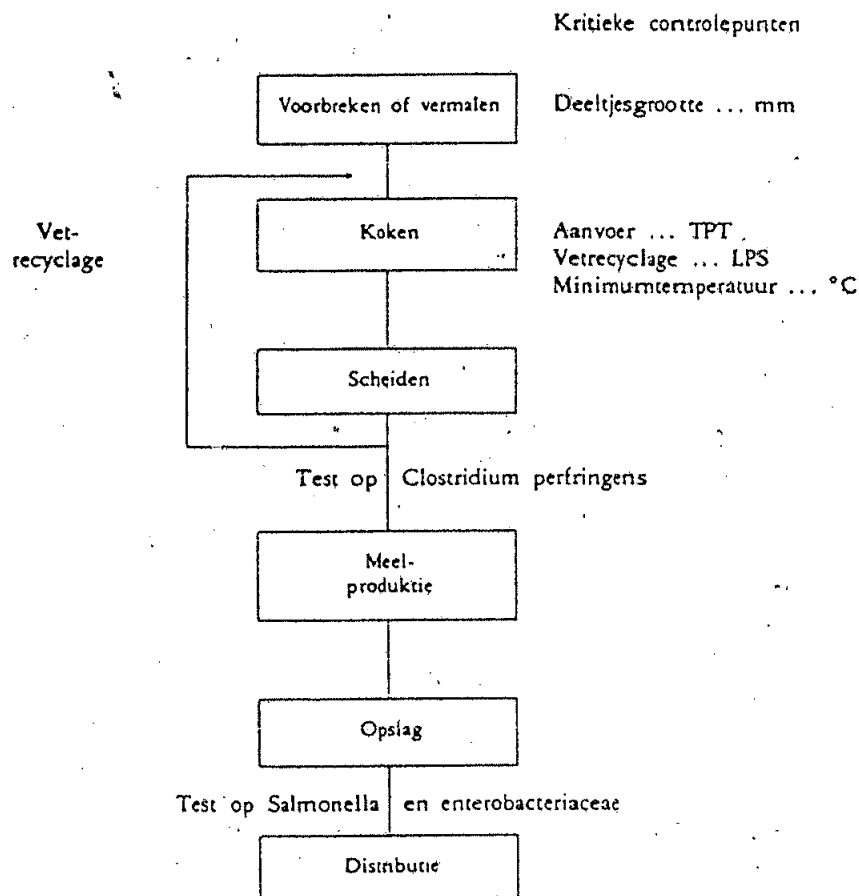 Kritieke controlepunten
Voorbreken of vermalen
Deeltjesgrootte ... mm
Vet-
recyclage
Koken
Aanvoer ... TPT
Vetrecyclage ... LPS
Minimumtemperatuur ... °C
Scheiden
Test op Clostridium perfringens
Meel-
produktie
Opslag
Test op Salmonella en enterobacteriaceae
Distributie